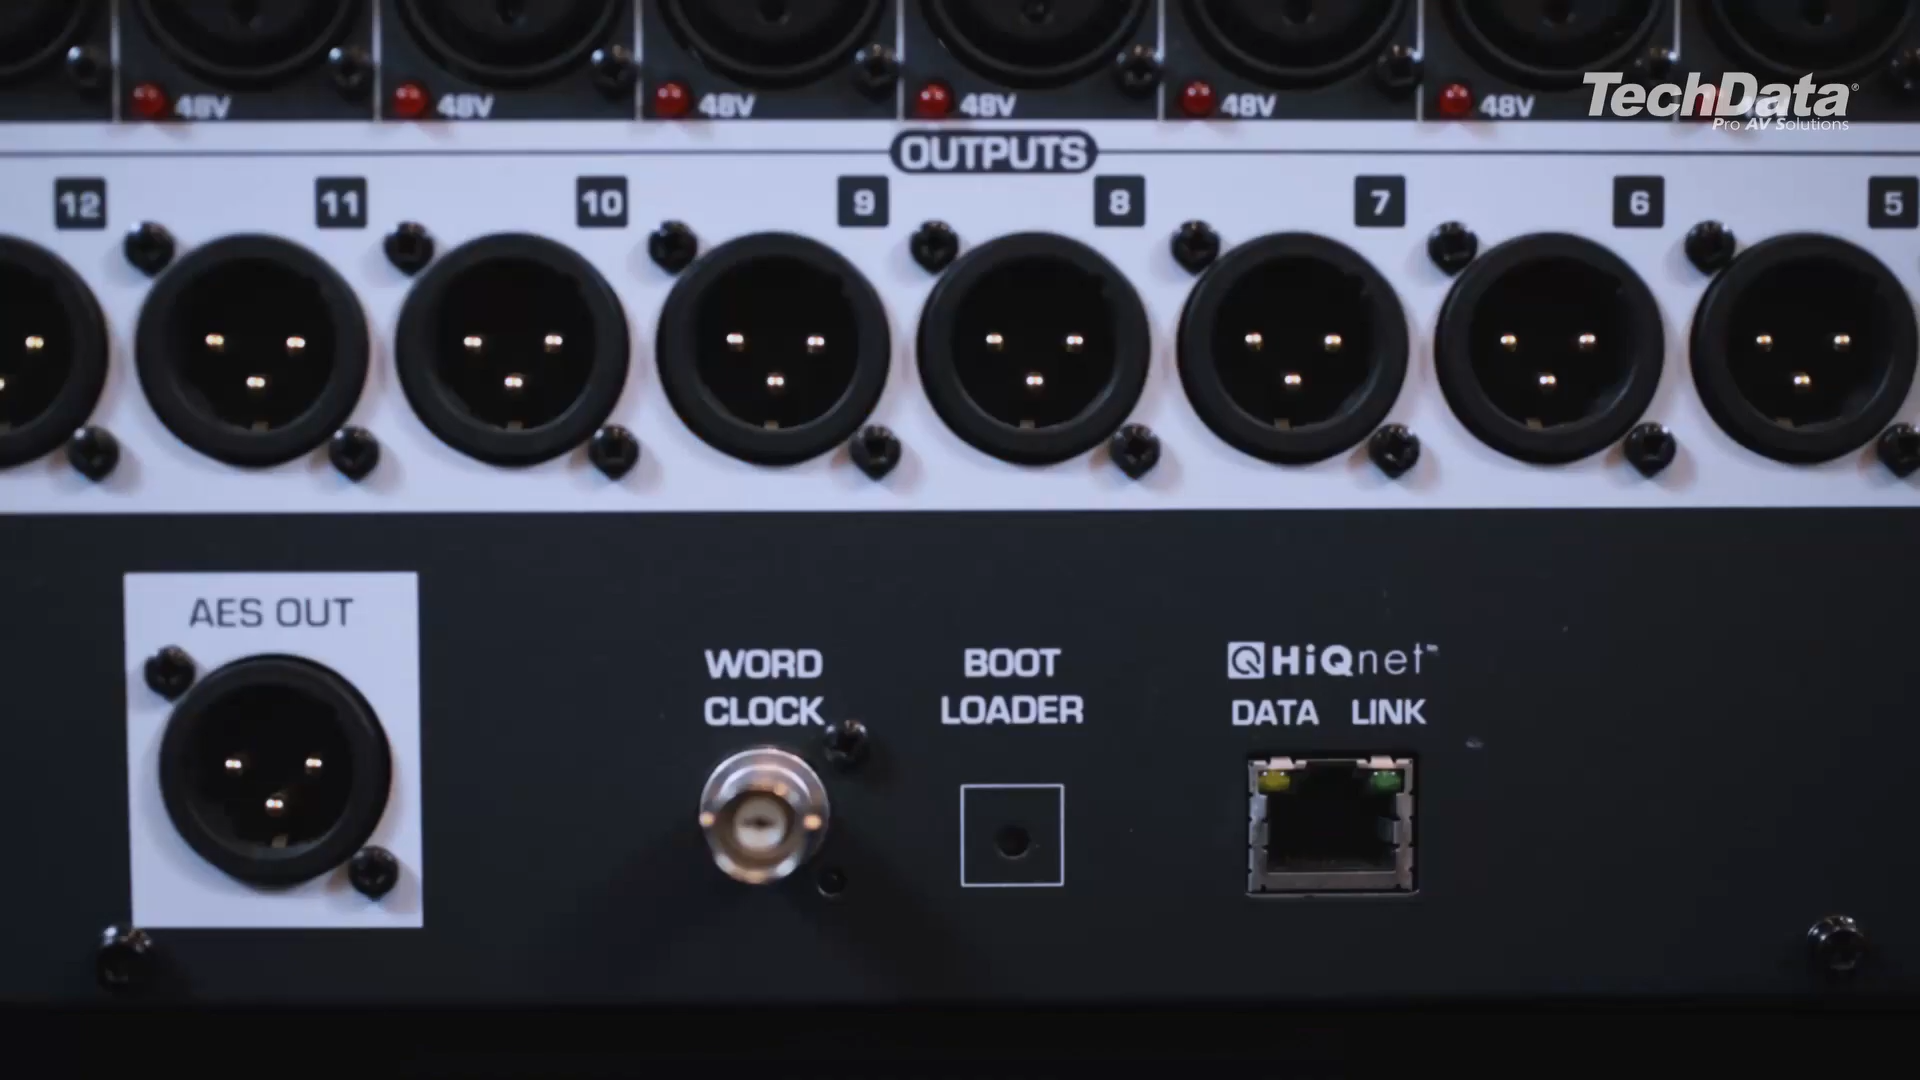 48V 48V 48V 48V 48V 48V
TechData®
Pro AV Solutions
OUTPUTS
12 11 10 9 8 7 6 5
AES OUT
WORD
CLOCK
BOOT
LOADER
HiQnet™
DATA LINK